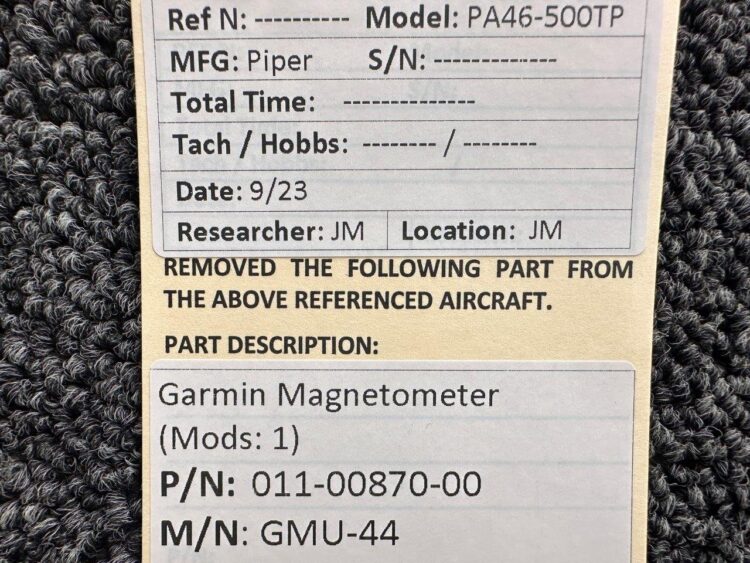 Ref N: ---------- Model: PA46-500TP
MFG: Piper S/N: -------------
Total Time: --------------
Tach / Hobbs: -------- / --------
Date: 9/23
Researcher: JM Location: JM
REMOVED THE FOLLOWING PART FROM
THE ABOVE REFERENCED AIRCRAFT.
PART DESCRIPTION:
Garmin Magnetometer
(Mods: 1)
P/N: 011-00870-00
M/N: GMU-44